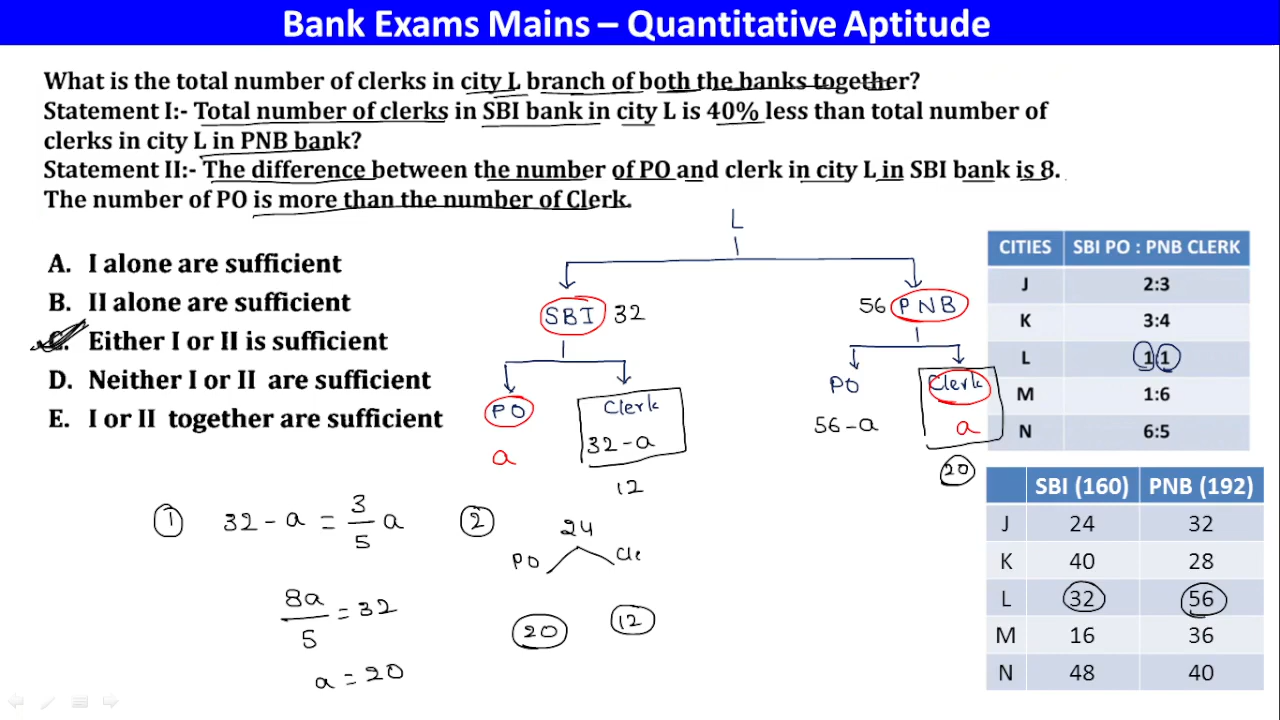 Bank Exams Mains – Quantitative Aptitude
What is the total number of clerks in city L branch of both the banks together?
Statement I:- Total number of clerks in SBI bank in city L is 40% less than total number of
clerks in city L in PNB bank?
Statement II:- The difference between the number of PO and clerk in city L in SBI bank is 8.
The number of PO is more than the number of Clerk.
A. I alone are sufficient
B. II alone are sufficient
C. Either I or II is sufficient
D. Neither I or II are sufficient
E. I or II together are sufficient
L
SBI 32
56 PNB
PO Clerk
a 32-a
12
PO Clerk
56-a a
20
① 32-a = 3/5 a
8a/5 = 32
a = 20
② 24
PO Cle
20 12
CITIES SBI PO : PNB CLERK
J 2:3
K 3:4
L 1 1
M 1:6
N 6:5
SBI (160) PNB (192)
J 24 32
K 40 28
L 32 56
M 16 36
N 48 40